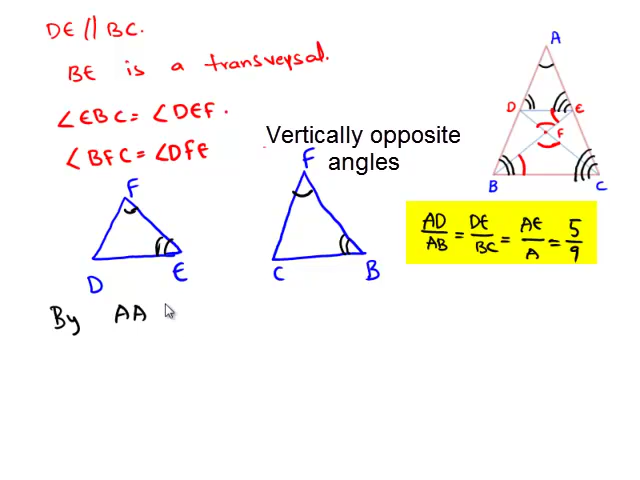 DE // BC.
BE is a transversal.
∠EBC = ∠DEF.
∠BFC = ∠DFE
Vertically opposite
angles
A
D
E
F
B
C
AD/AB = DE/BC = AE/A = 5/9
F
D
E
F
C
B
By AA